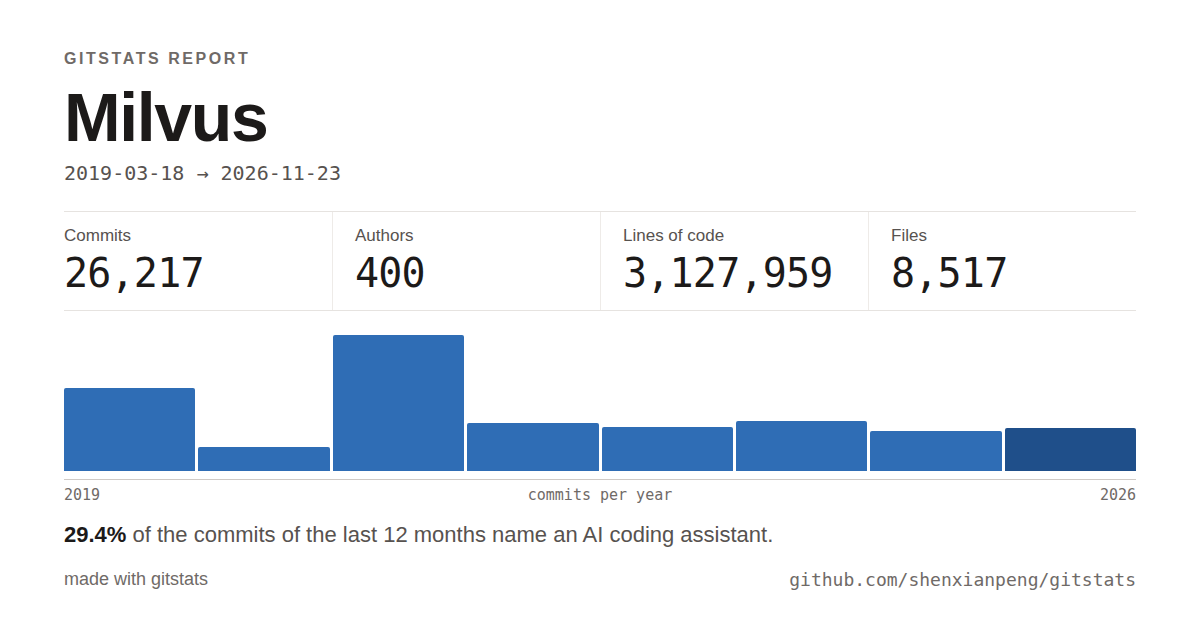 GITSTATS REPORT
Milvus
2019-03-18 → 2026-11-23
Commits
26,217
Authors
400
Lines of code
3,127,959
Files
8,517
2019
commits per year
2026
29.4% of the commits of the last 12 months name an AI coding assistant.
made with gitstats
github.com/shenxianpeng/gitstats